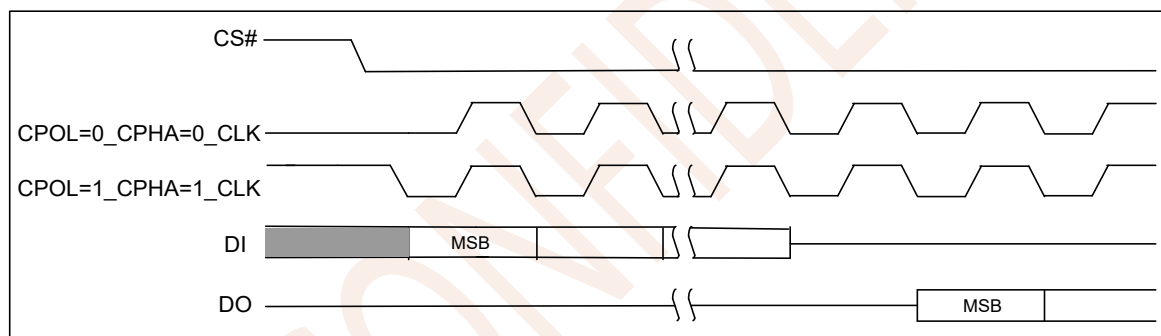 CS#
CPOL=0_CPHA=0_CLK
CPOL=1_CPHA=1_CLK
DI MSB
DO MSB